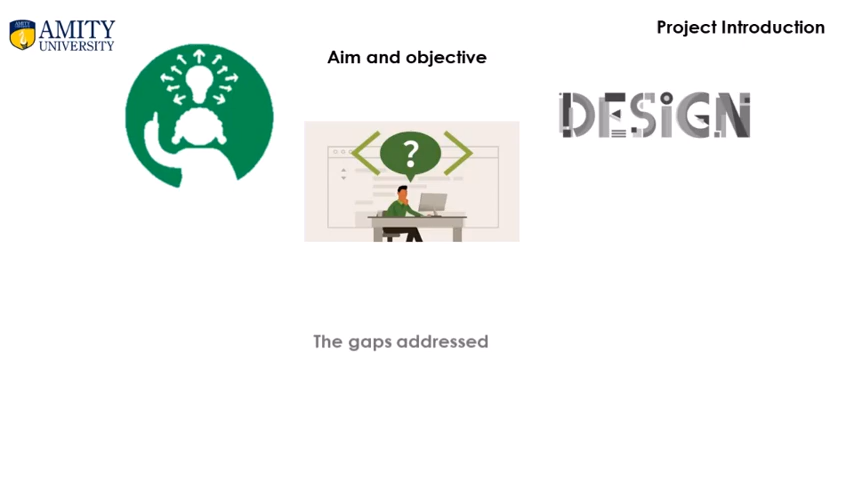 AMITY
UNIVERSITY
Project Introduction
Aim and objective
DESIGN
?
The gaps addressed